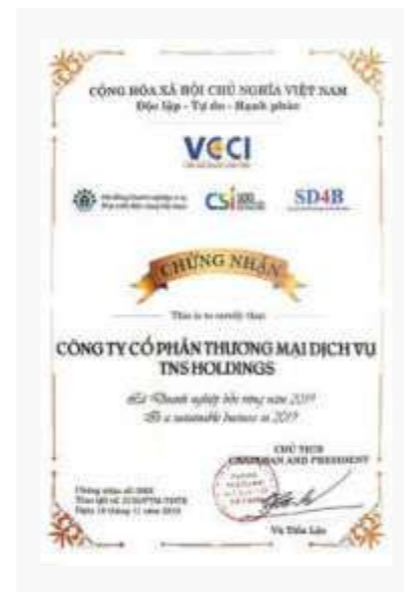 CỘNG HÒA XÃ HỘI CHỦ NGHĨA VIỆT NAM
Độc lập - Tự do - Hạnh phúc
VCCI
CSI 100
SD4B
CHỨNG NHẬN
This is to certify that
CÔNG TY CỔ PHẦN THƯƠNG MẠI DỊCH VỤ
TNS HOLDINGS
Là Doanh nghiệp bền vững năm 2019
Is a sustainable business in 2019
CHỦ TỊCH
CHAIRMAN AND PRESIDENT
Vũ Tiến Lộc